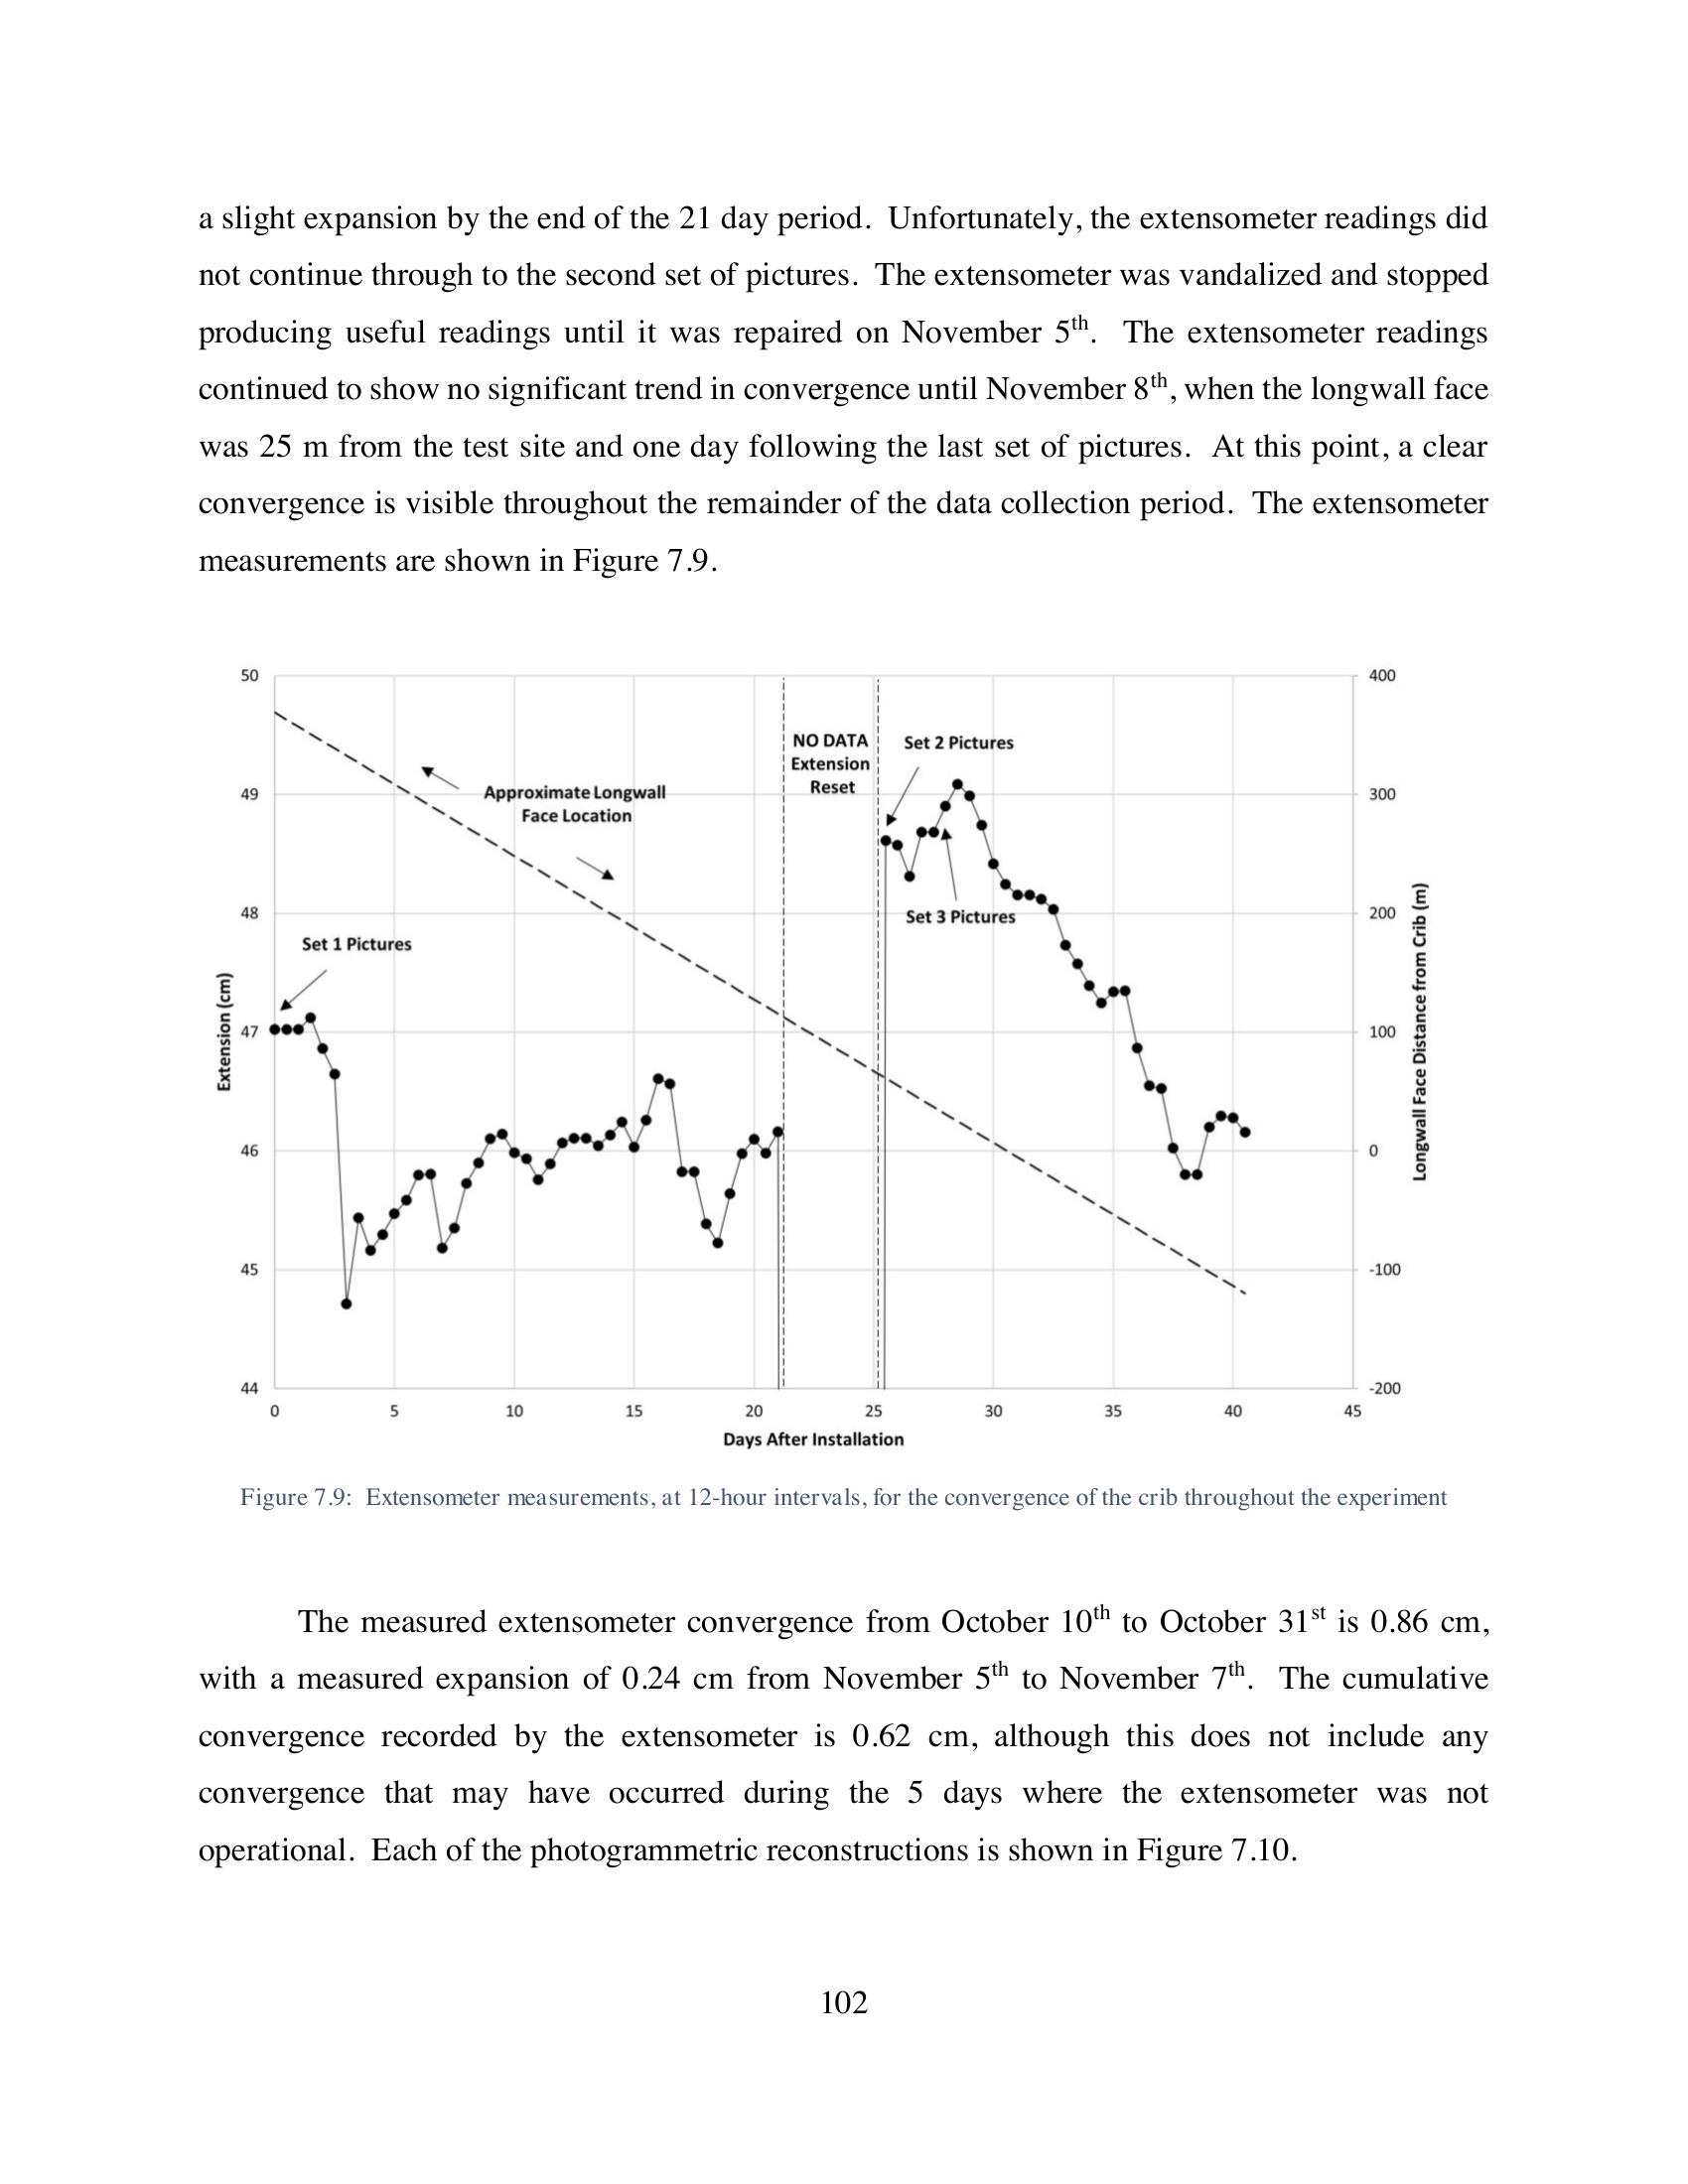 a slight expansion by the end of the 21 day period. Unfortunately, the extensometer readings did
not continue through to the second set of pictures. The extensometer was vandalized and stopped
producing useful readings until it was repaired on November 5th. The extensometer readings
continued to show no significant trend in convergence until November 8th, when the longwall face
was 25 m from the test site and one day following the last set of pictures. At this point, a clear
convergence is visible throughout the remainder of the data collection period. The extensometer
measurements are shown in Figure 7.9.
50
49
48
47
46
45
44
Extension (cm)
Set 1 Pictures
Approximate Longwall
Face Location
NO DATA
Extension
Reset
Set 2 Pictures
Set 3 Pictures
400
300
200
100
0
-100
-200
Longwall Face Distance from Crib (m)
0 5 10 15 20 25 30 35 40 45
Days After Installation
Figure 7.9: Extensometer measurements, at 12-hour intervals, for the convergence of the crib throughout the experiment
The measured extensometer convergence from October 10th to October 31st is 0.86 cm,
with a measured expansion of 0.24 cm from November 5th to November 7th. The cumulative
convergence recorded by the extensometer is 0.62 cm, although this does not include any
convergence that may have occurred during the 5 days where the extensometer was not
operational. Each of the photogrammetric reconstructions is shown in Figure 7.10.
102